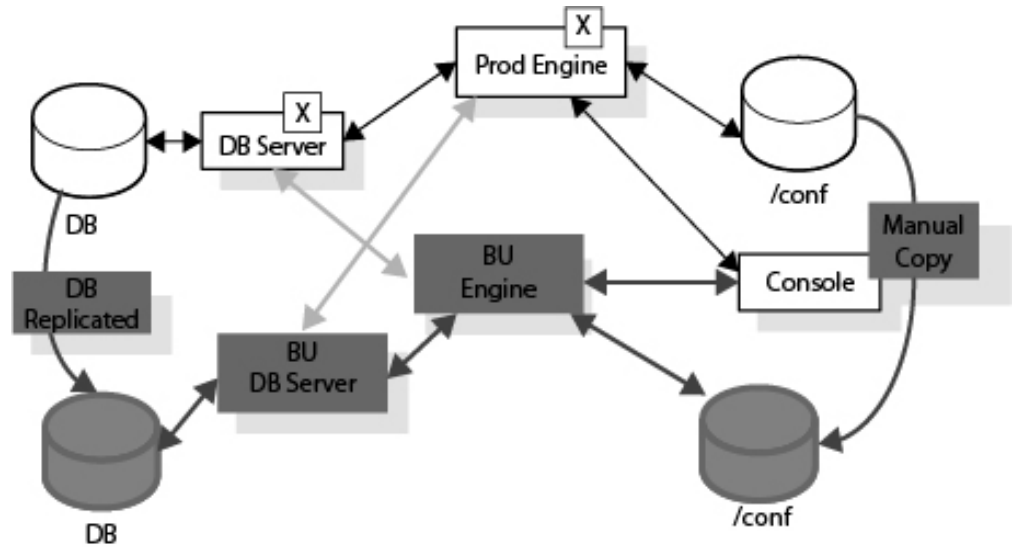 X
Prod Engine
X
DB Server
DB
/conf
Manual
Copy
BU
Engine
Console
DB
Replicated
BU
DB Server
DB
/conf